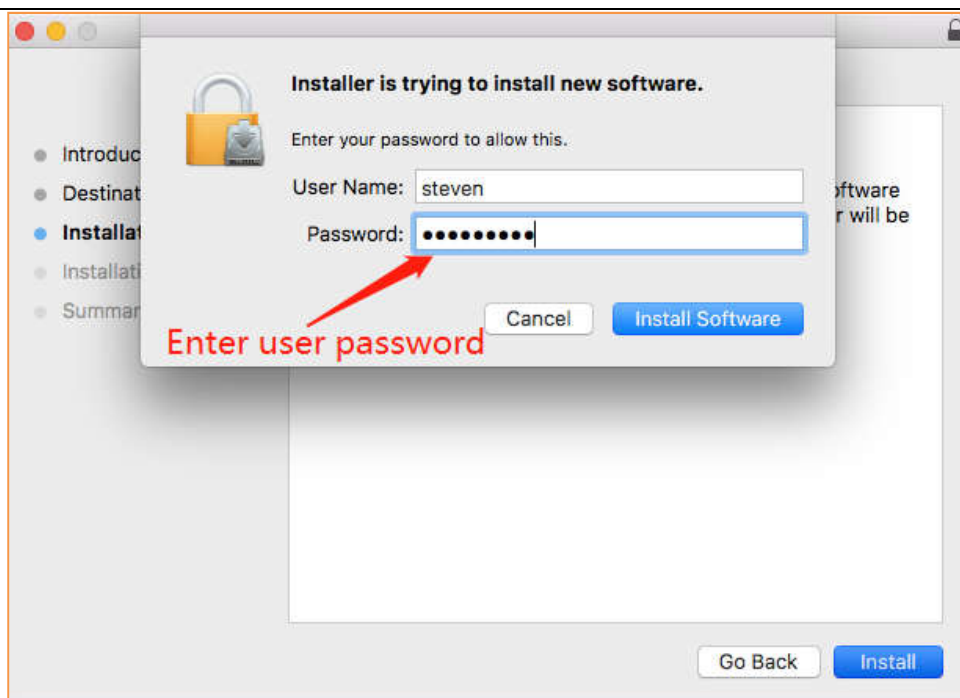 Installer is trying to install new software.
Enter your password to allow this.
User Name: steven
Password: •••••••••
Cancel
Install Software
Enter user password
Introduc
Destinat
Installat
Installati
Summar
oftware
r will be
Go Back
Install